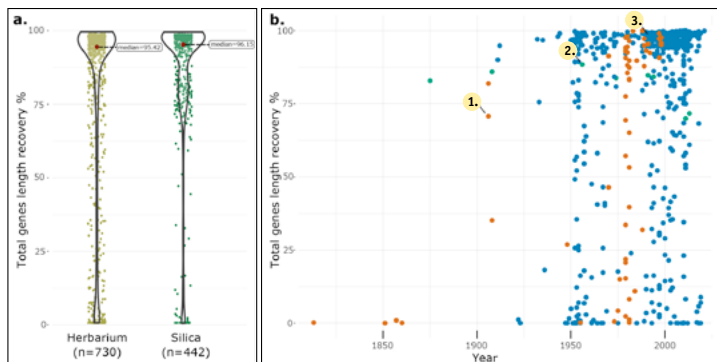 a.
Total genes length recovery %
100
75
50
25
0
median=95.42
median=96.15
Herbarium
(n=730)
Silica
(n=442)
b.
Total genes length recovery %
100
75
50
25
0
1.
2.
3.
1850
1900
1950
2000
Year